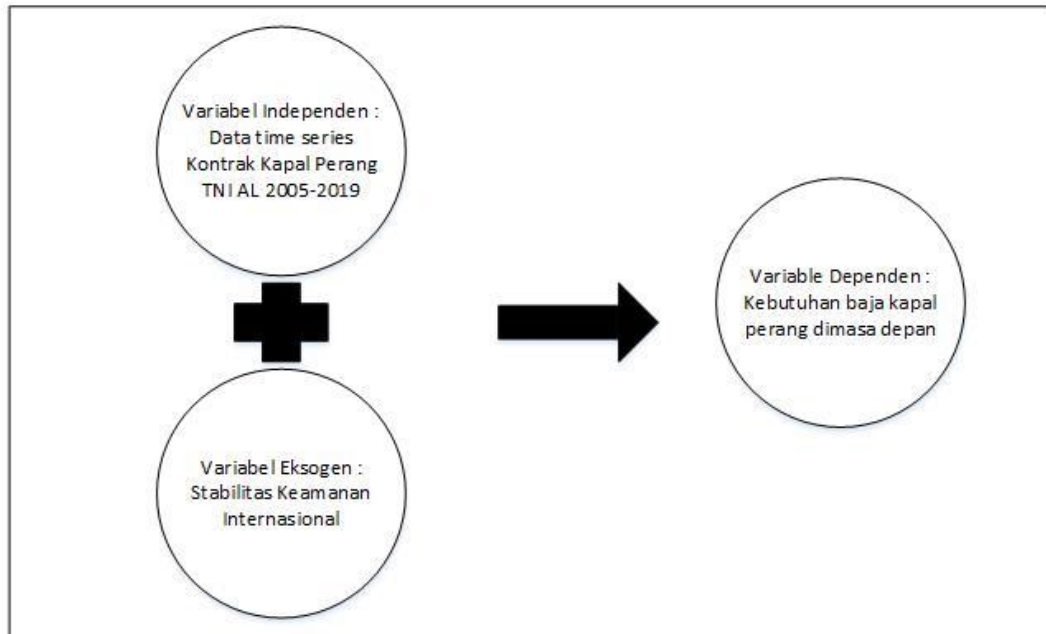 Variabel Independen :
Data time series
Kontrak Kapal Perang
TNI AL 2005-2019
Variabel Eksogen :
Stabilitas Keamanan
Internasional
Variable Dependen :
Kebutuhan baja kapal
perang dimasa depan